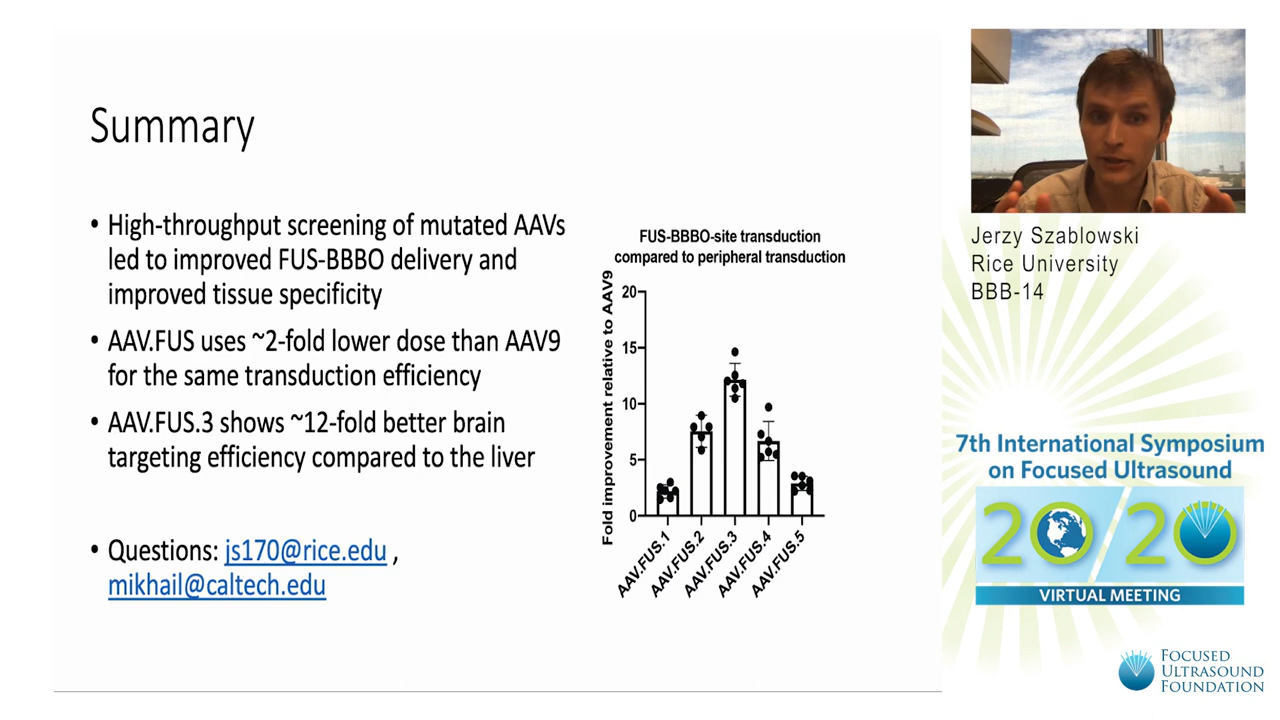 Summary
• High-throughput screening of mutated AAVs
led to improved FUS-BBBO delivery and
improved tissue specificity
• AAV.FUS uses ~2-fold lower dose than AAV9
for the same transduction efficiency
• AAV.FUS.3 shows ~12-fold better brain
targeting efficiency compared to the liver
• Questions: js170@rice.edu ,
mikhail@caltech.edu
FUS-BBBO-site transduction
compared to peripheral transduction
Fold improvement relative to AAV9
20
15
10
5
0
AAV.FUS.1
AAV.FUS.2
AAV.FUS.3
AAV.FUS.4
AAV.FUS.5
Jerzy Szablowski
Rice University
BBB-14
7th International Symposium
on Focused Ultrasound
20/20
VIRTUAL MEETING
FOCUSED
ULTRASOUND
FOUNDATION